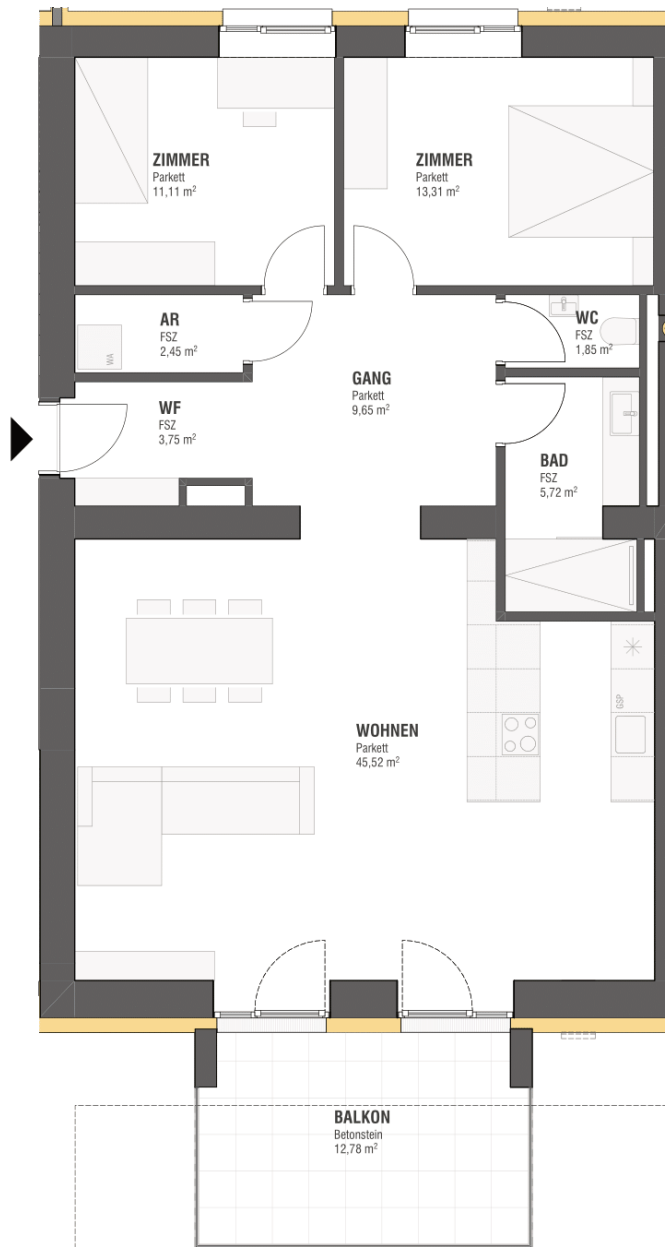 ZIMMER
Parkett
11,11 m²
ZIMMER
Parkett
13,31 m²
AR
FSZ
2,45 m²
WA
WC
FSZ
1,85 m²
GANG
Parkett
9,65 m²
WF
FSZ
3,75 m²
BAD
FSZ
5,72 m²
GSP
WOHNEN
Parkett
45,52 m²
BALKON
Betonstein
12,78 m²